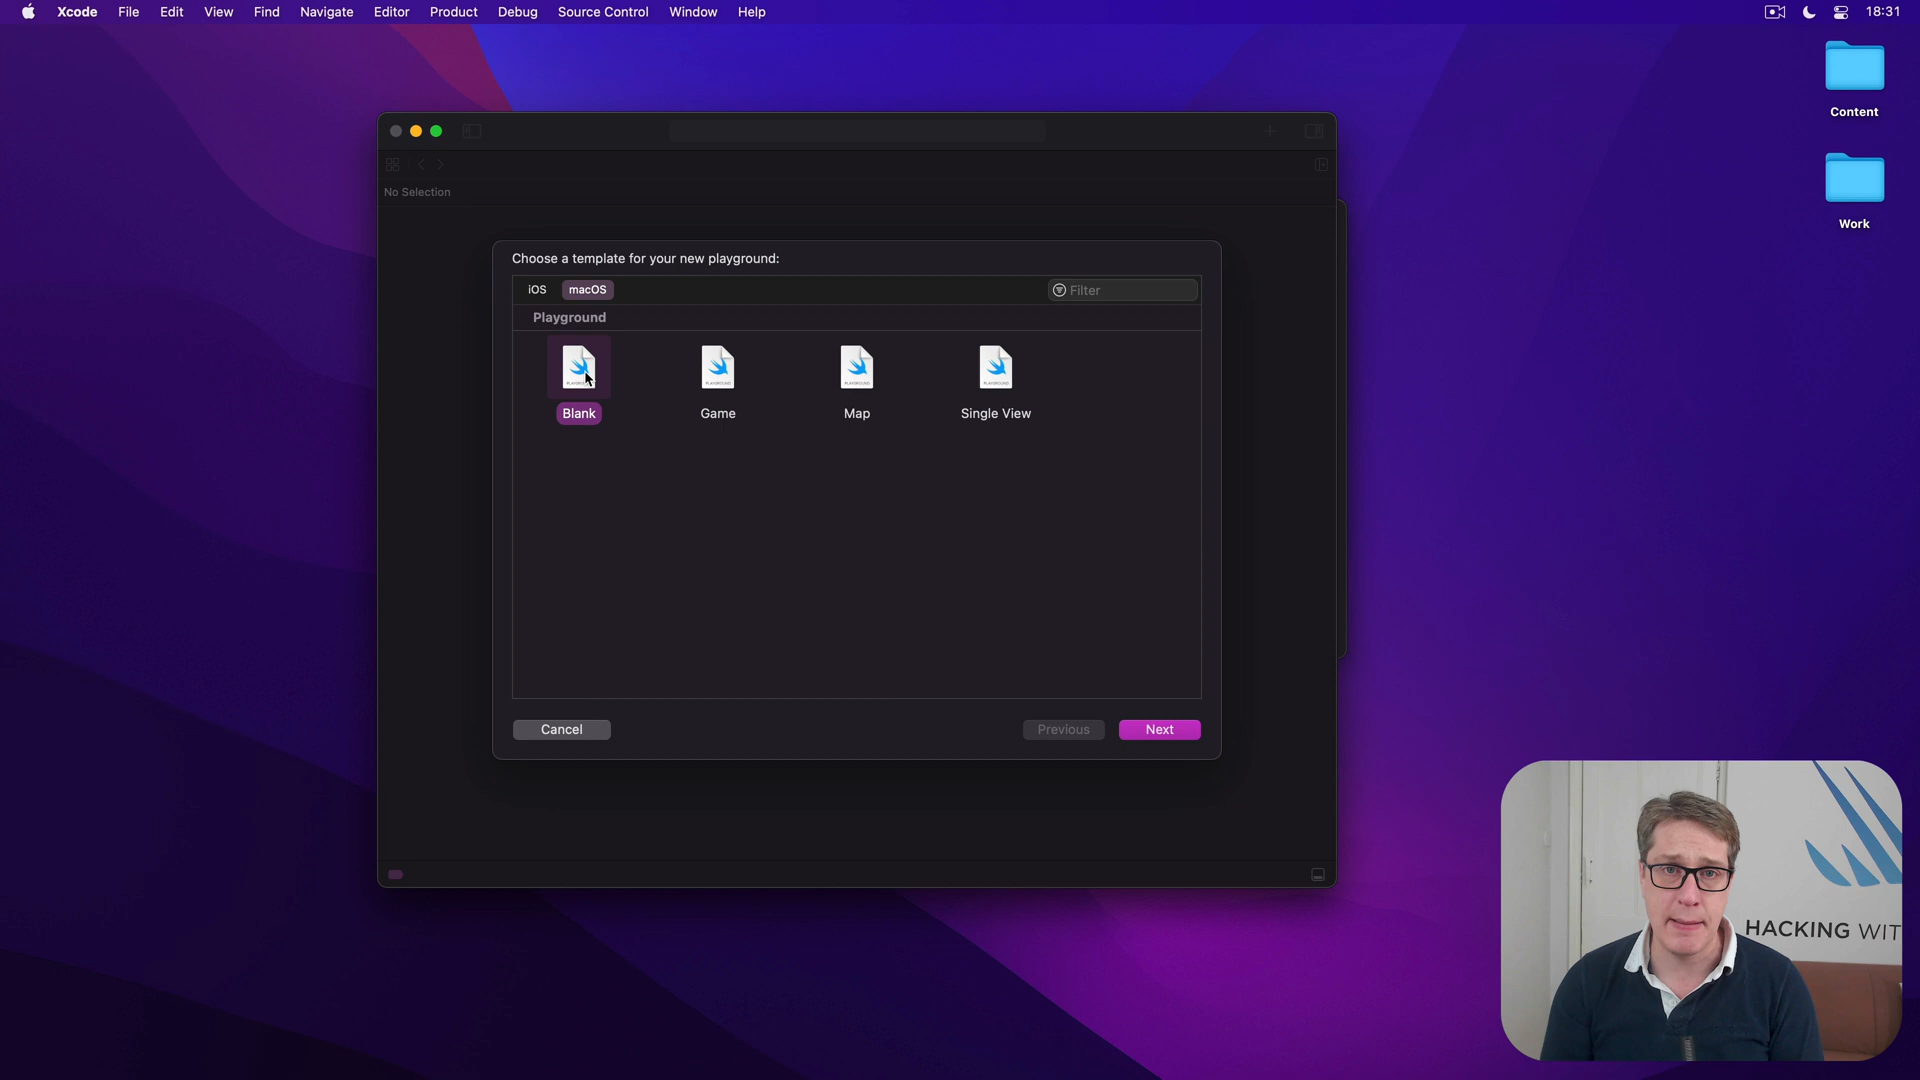 Xcode File Edit View Find Navigate Editor Product Debug Source Control Window Help 18:31
Content
Work
No Selection
Choose a template for your new playground:
iOS macOS Filter
Playground
Blank Game Map Single View
Cancel Previous Next
HACKING WIT